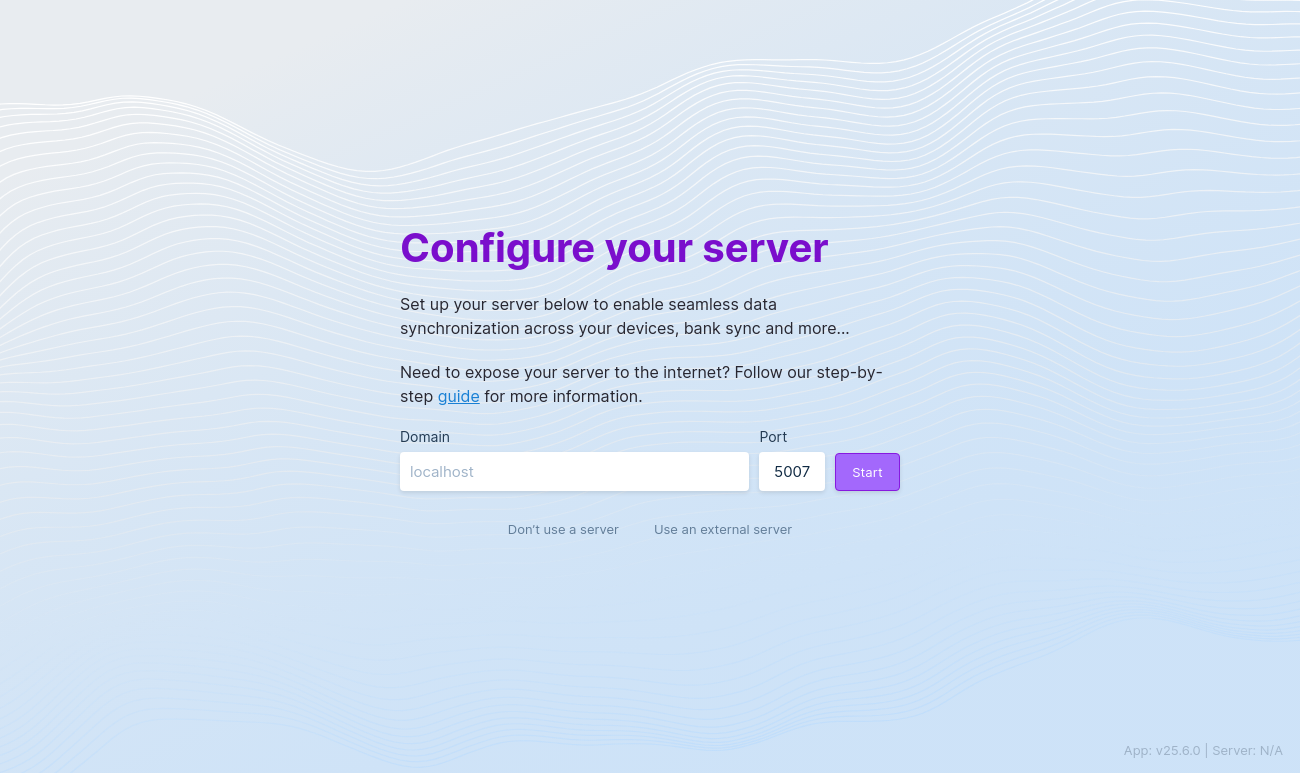 Configure your server
Set up your server below to enable seamless data
synchronization across your devices, bank sync and more…
Need to expose your server to the internet? Follow our step-by-
step guide for more information.
Domain
Port
localhost
5007
Start
Don’t use a server
Use an external server
App: v25.6.0 | Server: N/A